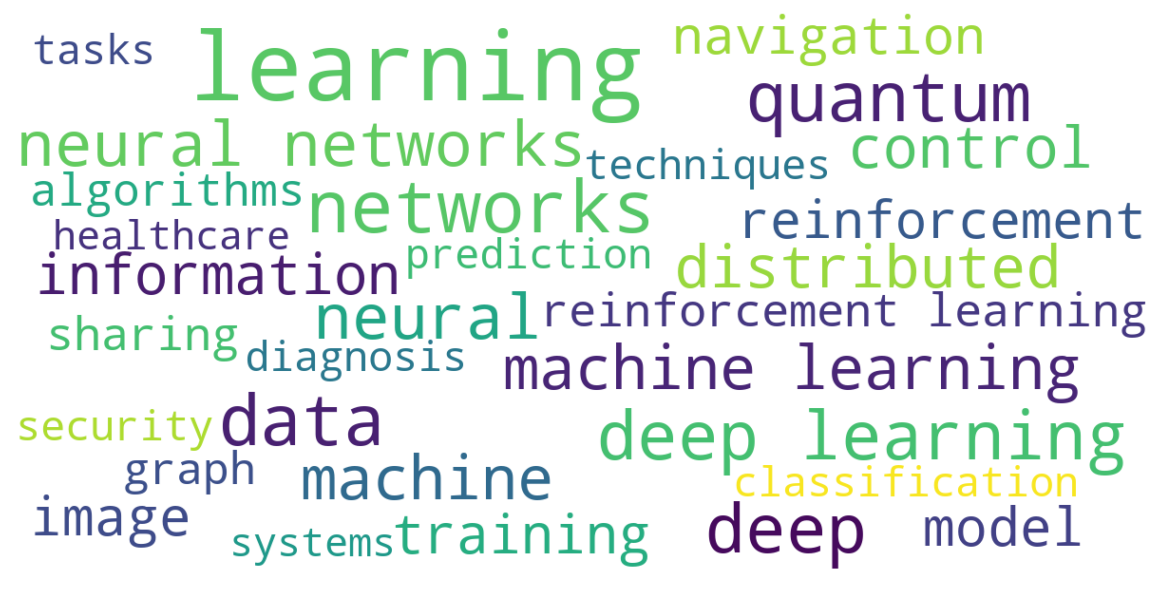 tasks
learning
navigation
quantum
neural networks
techniques
control
algorithms
networks
reinforcement
healthcare
prediction
information
distributed
neural
reinforcement learning
sharing
diagnosis
machine learning
security
data
deep learning
graph
machine
classification
image
systems
training
deep
model